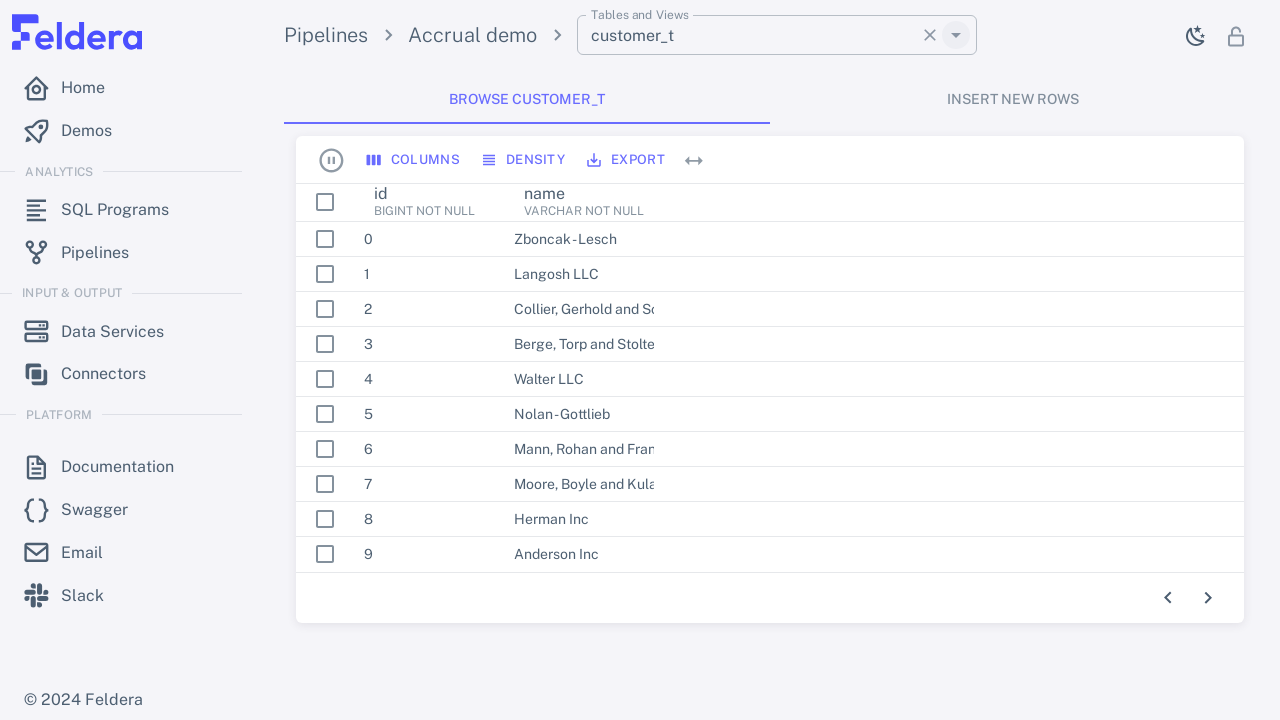 Feldera
Home
Demos
ANALYTICS
SQL Programs
Pipelines
INPUT & OUTPUT
Data Services
Connectors
PLATFORM
Documentation
Swagger
Email
Slack
© 2024 Feldera
Pipelines
Accrual demo
Tables and Views
customer_t
BROWSE CUSTOMER_T
INSERT NEW ROWS
COLUMNS
DENSITY
EXPORT
id
BIGINT NOT NULL
name
VARCHAR NOT NULL
0 Zboncak-Lesch
1 Langosh LLC
2 Collier, Gerhold and
3 Berge, Torp and Stolte
4 Walter LLC
5 Nolan-Gottlieb
6 Mann, Rohan and Fran
7 Moore, Boyle and Kula
8 Herman Inc
9 Anderson Inc